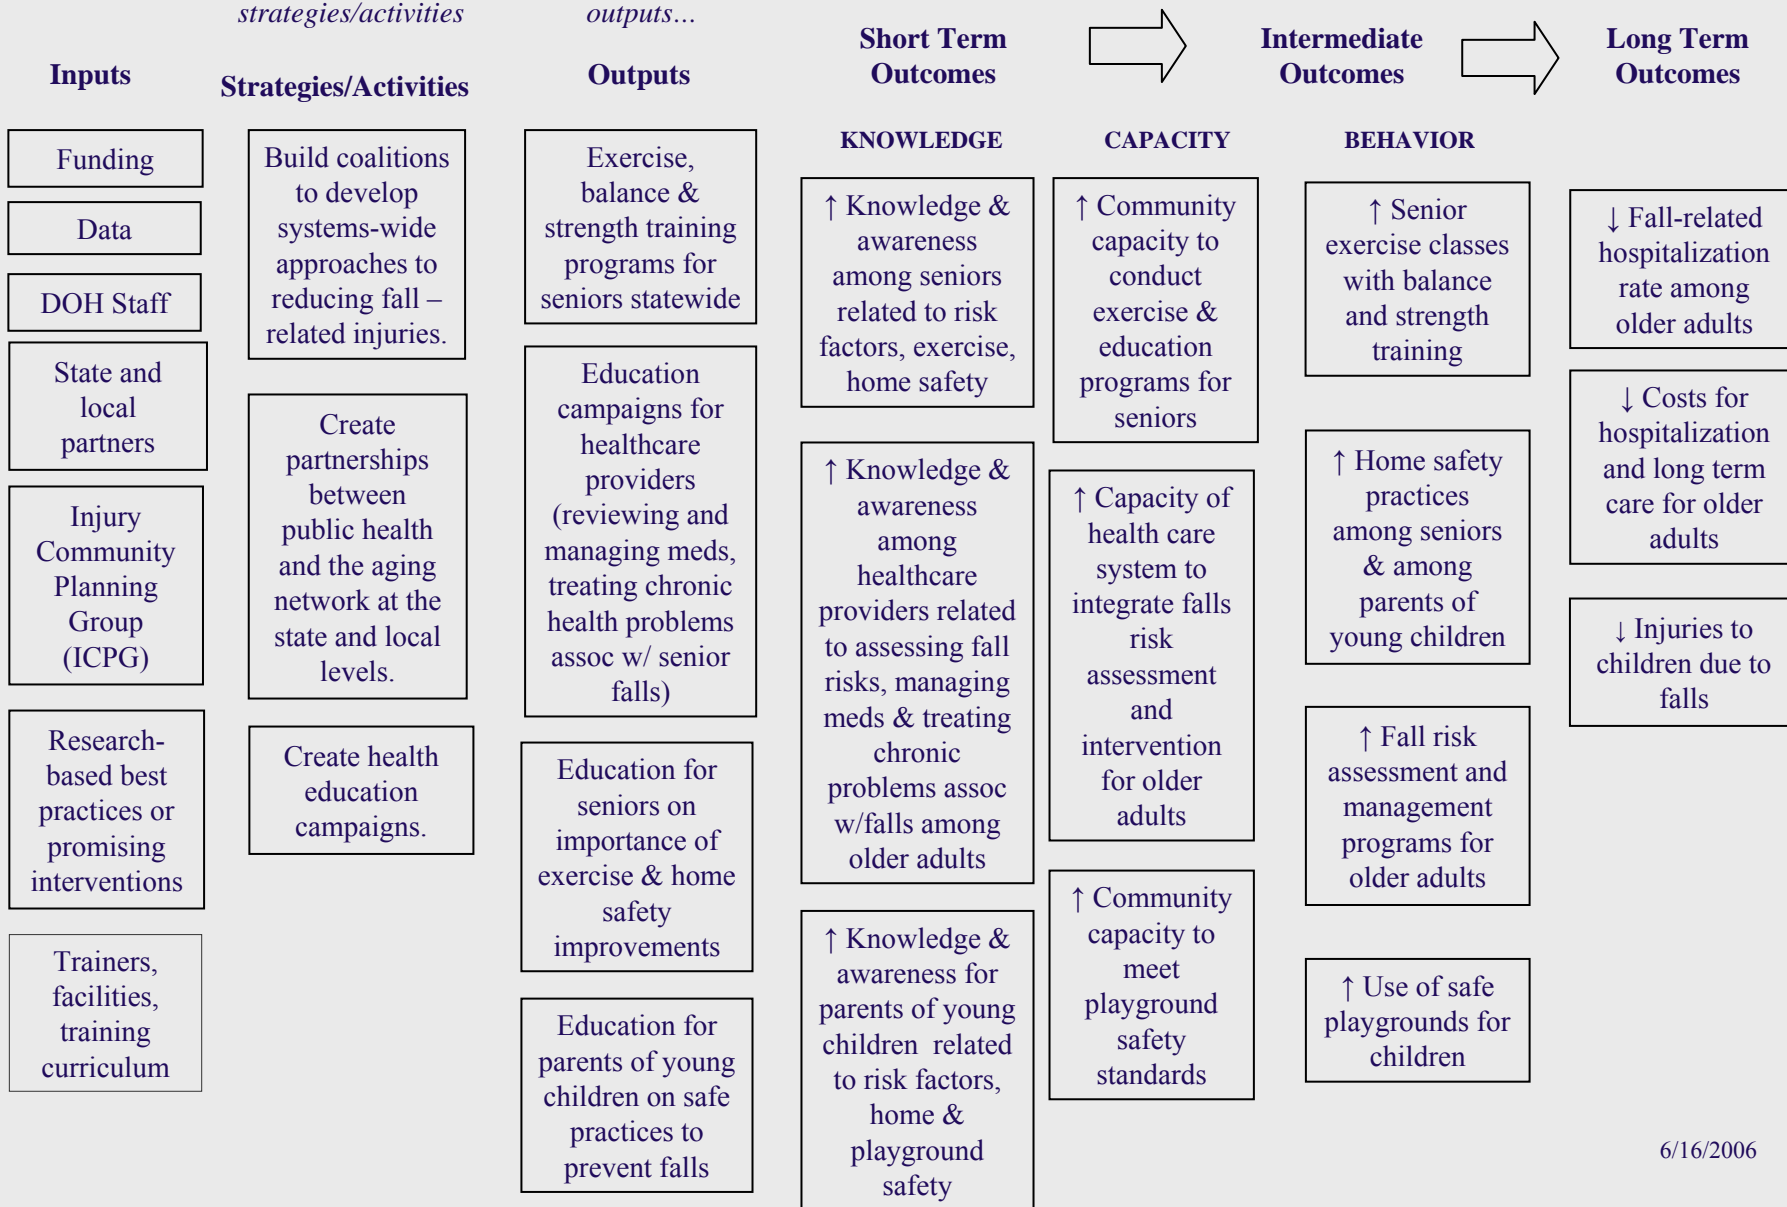 strategies/activities
outputs…
Inputs
Strategies/Activities
Outputs
Short Term
Outcomes
Intermediate
Outcomes
Long Term
Outcomes
Funding
Data
DOH Staff
State and
local
partners
Injury
Community
Planning
Group
(ICPG)
Research-
based best
practices or
promising
interventions
Trainers,
facilities,
training
curriculum
Build coalitions
to develop
systems-wide
approaches to
reducing fall –
related injuries.
Create
partnerships
between
public health
and the aging
network at the
state and local
levels.
Create health
education
campaigns.
Exercise,
balance &
strength training
programs for
seniors statewide
Education
campaigns for
healthcare
providers
(reviewing and
managing meds,
treating chronic
health problems
assoc w/ senior
falls)
Education for
seniors on
importance of
exercise & home
safety
improvements
Education for
parents of young
children on safe
practices to
prevent falls
KNOWLEDGE
↑ Knowledge &
awareness
among seniors
related to risk
factors, exercise,
home safety
↑ Knowledge &
awareness
among
healthcare
providers related
to assessing fall
risks, managing
meds & treating
chronic
problems assoc
w/falls among
older adults
↑ Knowledge &
awareness for
parents of young
children related
to risk factors,
home &
playground
safety
CAPACITY
↑ Community
capacity to
conduct
exercise &
education
programs for
seniors
↑ Capacity of
health care
system to
integrate falls
risk
assessment
and
intervention
for older
adults
↑ Community
capacity to
meet
playground
safety
standards
BEHAVIOR
↑ Senior
exercise classes
with balance
and strength
training
↑ Home safety
practices
among seniors
& among
parents of
young children
↑ Fall risk
assessment and
management
programs for
older adults
↑ Use of safe
playgrounds for
children
↓ Fall-related
hospitalization
rate among
older adults
↓ Costs for
hospitalization
and long term
care for older
adults
↓ Injuries to
children due to
falls
6/16/2006